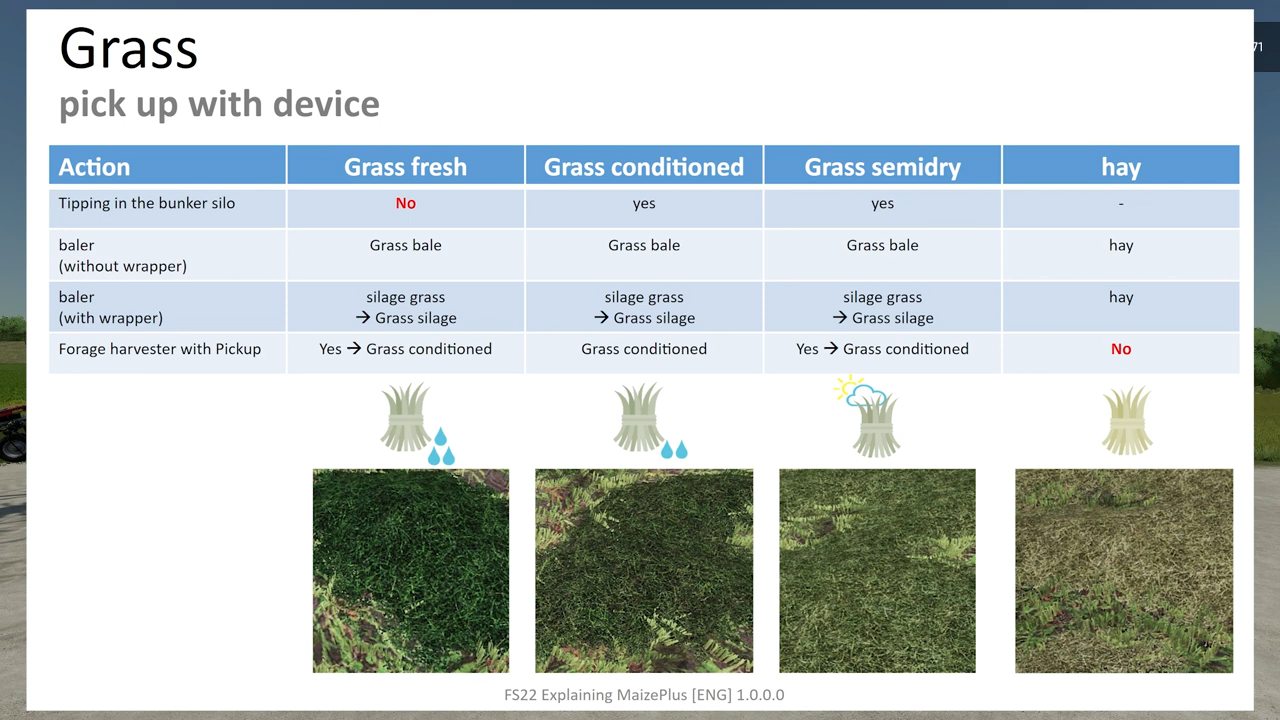 Grass
pick up with device
71
Action Grass fresh Grass conditioned Grass semidry hay
Tipping in the bunker silo No yes yes -
baler Grass bale Grass bale Grass bale hay
(without wrapper)
baler silage grass silage grass silage grass hay
(with wrapper) → Grass silage → Grass silage → Grass silage
Forage harvester with Pickup Yes → Grass conditioned Grass conditioned Yes → Grass conditioned No
FS22 Explaining MaizePlus [ENG] 1.0.0.0